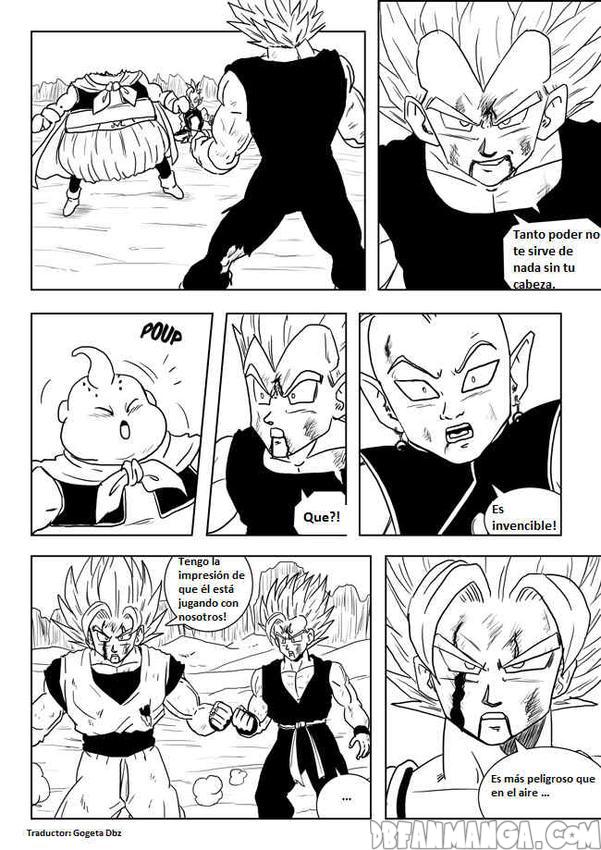 Tanto poder no
te sirve de
nada sin tu
cabeza.
POUP
Que?!
Es
invencible!
Tengo la
impresión de
que él está
jugando con
nosotros!
...
Es más peligroso que
en el aire ...
Traductor: Gogeta Dbz
DBFANMANGA.COM